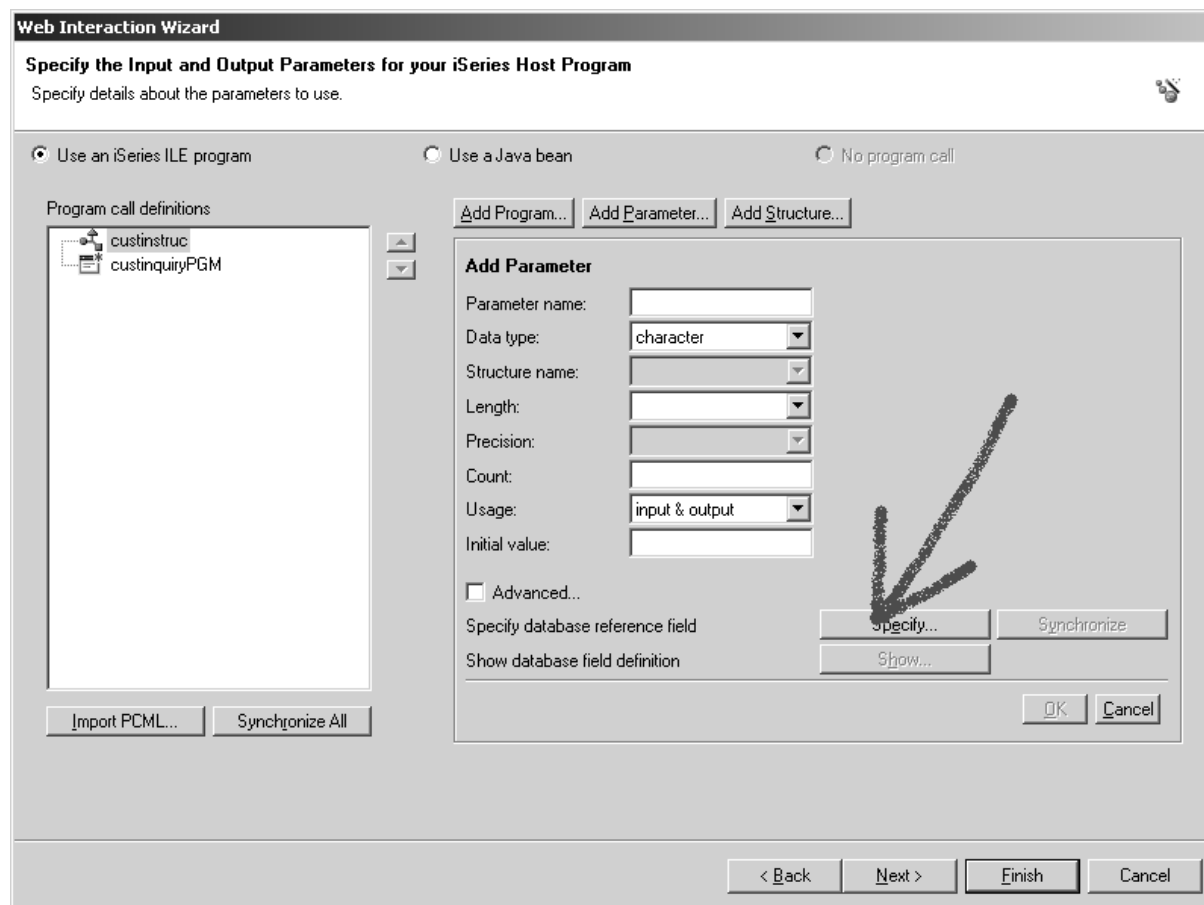 Web Interaction Wizard
Specify the Input and Output Parameters for your iSeries Host Program
Specify details about the parameters to use.
Use an iSeries ILE program
Use a Java bean
No program call
Program call definitions
custinstruc
custinquiryPGM
Import PCML...
Synchronize All
Add Program...
Add Parameter...
Add Structure...
Add Parameter
Parameter name:
Data type:
character
Structure name:
Length:
Precision:
Count:
Usage:
input & output
Initial value:
Advanced...
Specify database reference field
Specify...
Synchronize
Show database field definition
Show...
OK
Cancel
< Back
Next >
Finish
Cancel